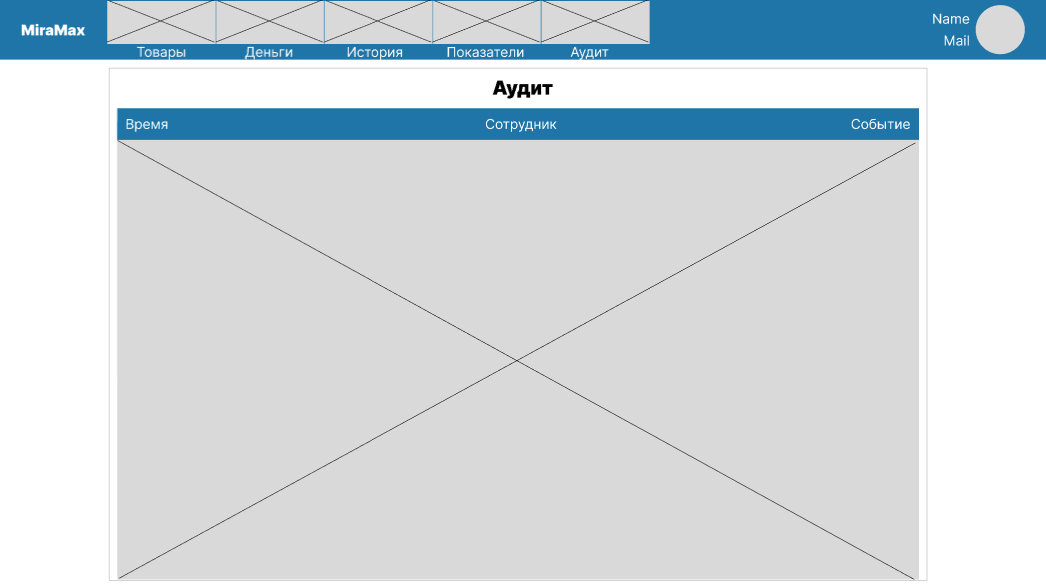 MiraMax
Товары Деньги История Показатели Аудит
Name
Mail
Аудит
Время Сотрудник Событие